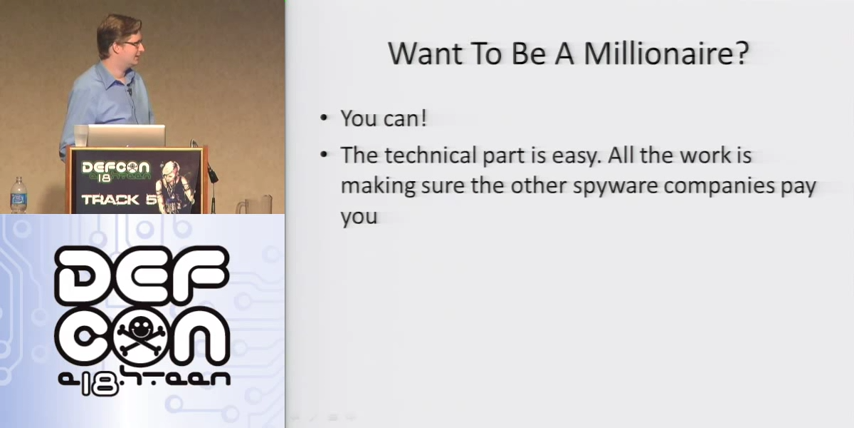 DEFCON
18
TRACK 5
DEF
CON
e18hteen
Want To Be A Millionaire?
• You can!
• The technical part is easy. All the work is
making sure the other spyware companies pay
you